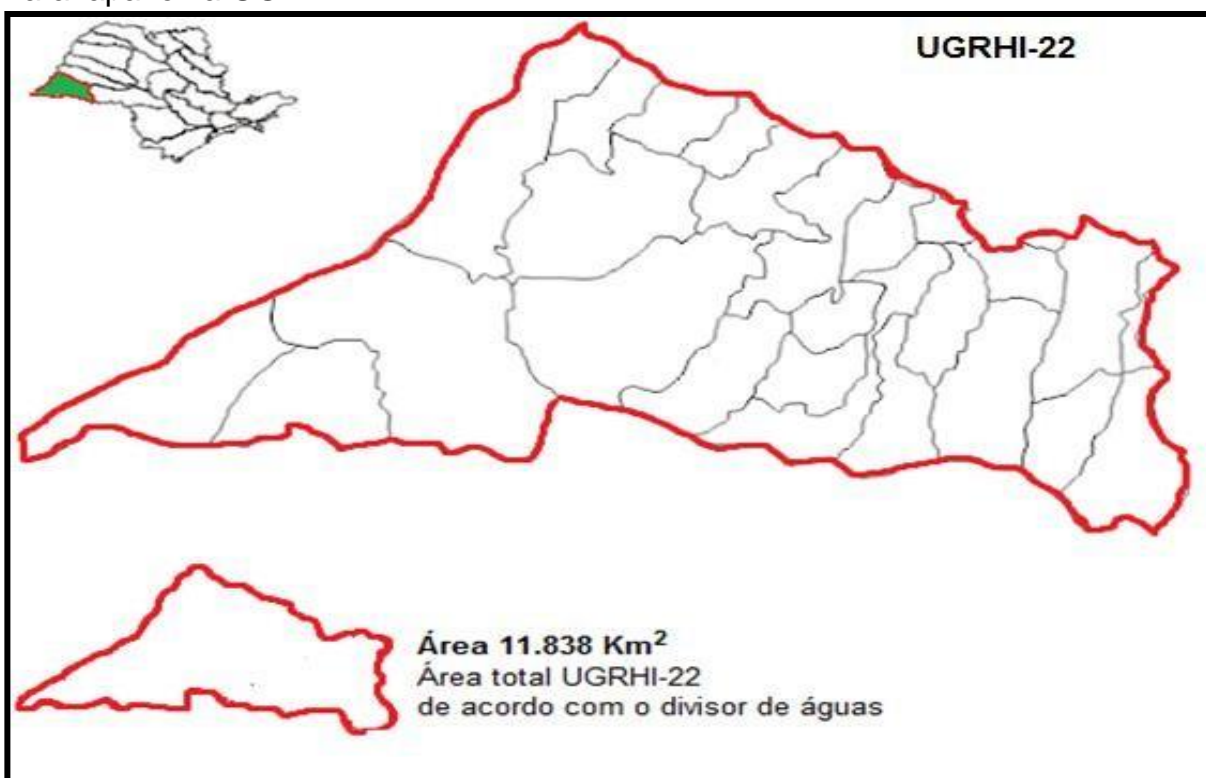 UGRHI-22
Área 11.838 Km²
Área total UGRHI-22
de acordo com o divisor de águas